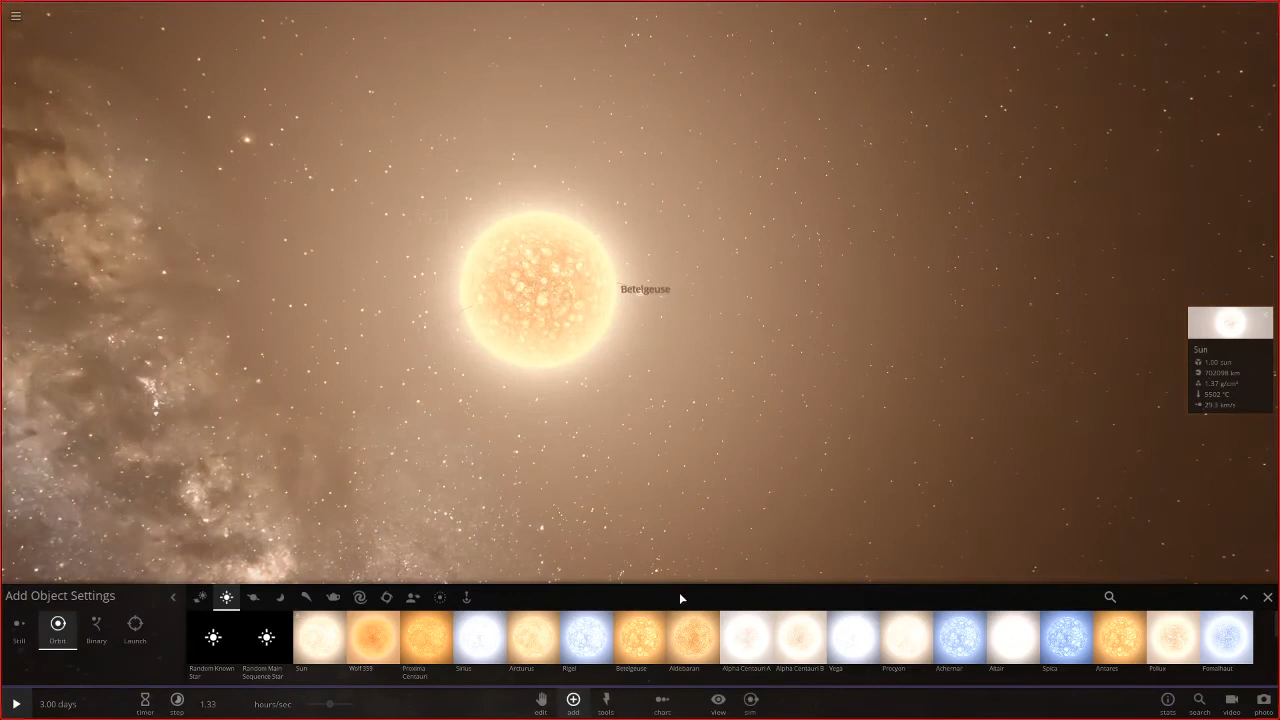 Betelgeuse
Sun
1.00 sun
702098 km
1.37 g/cm³
5502 °C
29.3 km/s
Add Object Settings
Still
Orbit
Binary
Launch
Random Known Star
Random Main Sequence Star
Sun
Wolf 359
Proxima Centauri
Sirius
Arcturus
Rigel
Betelgeuse
Aldebaran
Alpha Centauri A
Alpha Centauri B
Vega
Procyon
Achernar
Altair
Spica
Antares
Pollux
Fomalhaut
3.00 days
timer
step
1.33
hours/sec
edit
add
tools
chart
view
sim
stats
search
video
photo